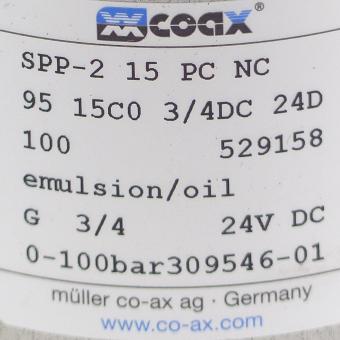 coax®
SPP-2 15 PC NC
95 15C0 3/4DC 24D
100 529158
emulsion/oil
G 3/4 24V DC
0-100bar309546-01
müller co-ax ag · Germany
www.co-ax.com